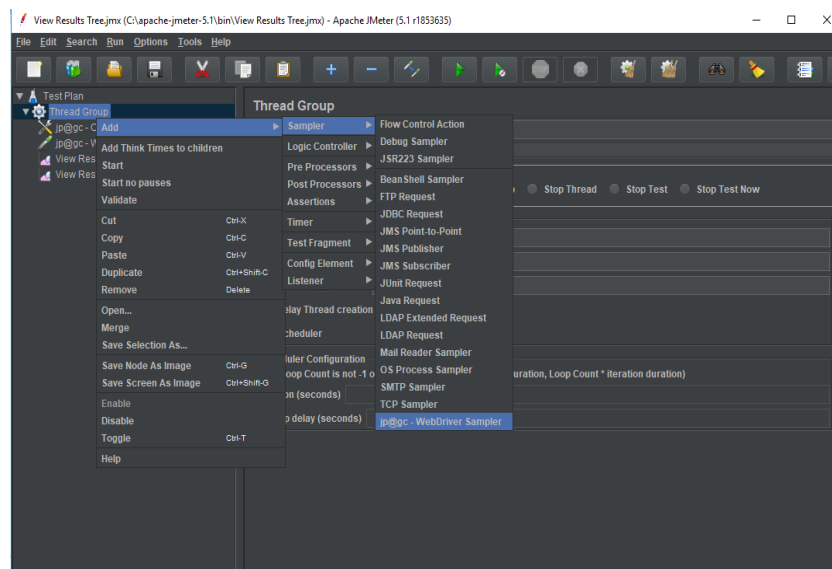 View Results Tree.jmx (C:\apache-jmeter-5.1\bin\View Results Tree.jmx) - Apache JMeter (5.1 r1853635)
File Edit Search Run Options Tools Help
Test Plan
Thread Group
jp@gc - C
jp@gc - W
View Res
View Res
Add
Add Think Times to children
Start
Start no pauses
Validate
Cut Ctrl-X
Copy Ctrl-C
Paste Ctrl-V
Duplicate Ctrl+Shift-C
Remove Delete
Open...
Merge
Save Selection As...
Save Node As Image Ctrl-G
Save Screen As Image Ctrl+Shift-G
Enable
Disable
Toggle Ctrl-T
Help
Thread Group
Sampler
Logic Controller
Pre Processors
Post Processors
Assertions
Timer
Test Fragment
Config Element
Listener
Flow Control Action
Debug Sampler
JSR223 Sampler
BeanShell Sampler
FTP Request
JDBC Request
JMS Point-to-Point
JMS Publisher
JMS Subscriber
JUnit Request
Java Request
LDAP Extended Request
LDAP Request
Mail Reader Sampler
OS Process Sampler
SMTP Sampler
TCP Sampler
jp@gc - WebDriver Sampler
Stop Thread Stop Test Stop Test Now
elay Thread creation
cheduler
duler Configuration
oop Count is not -1 o
uration, Loop Count * iteration duration)
on (seconds)
p delay (seconds)